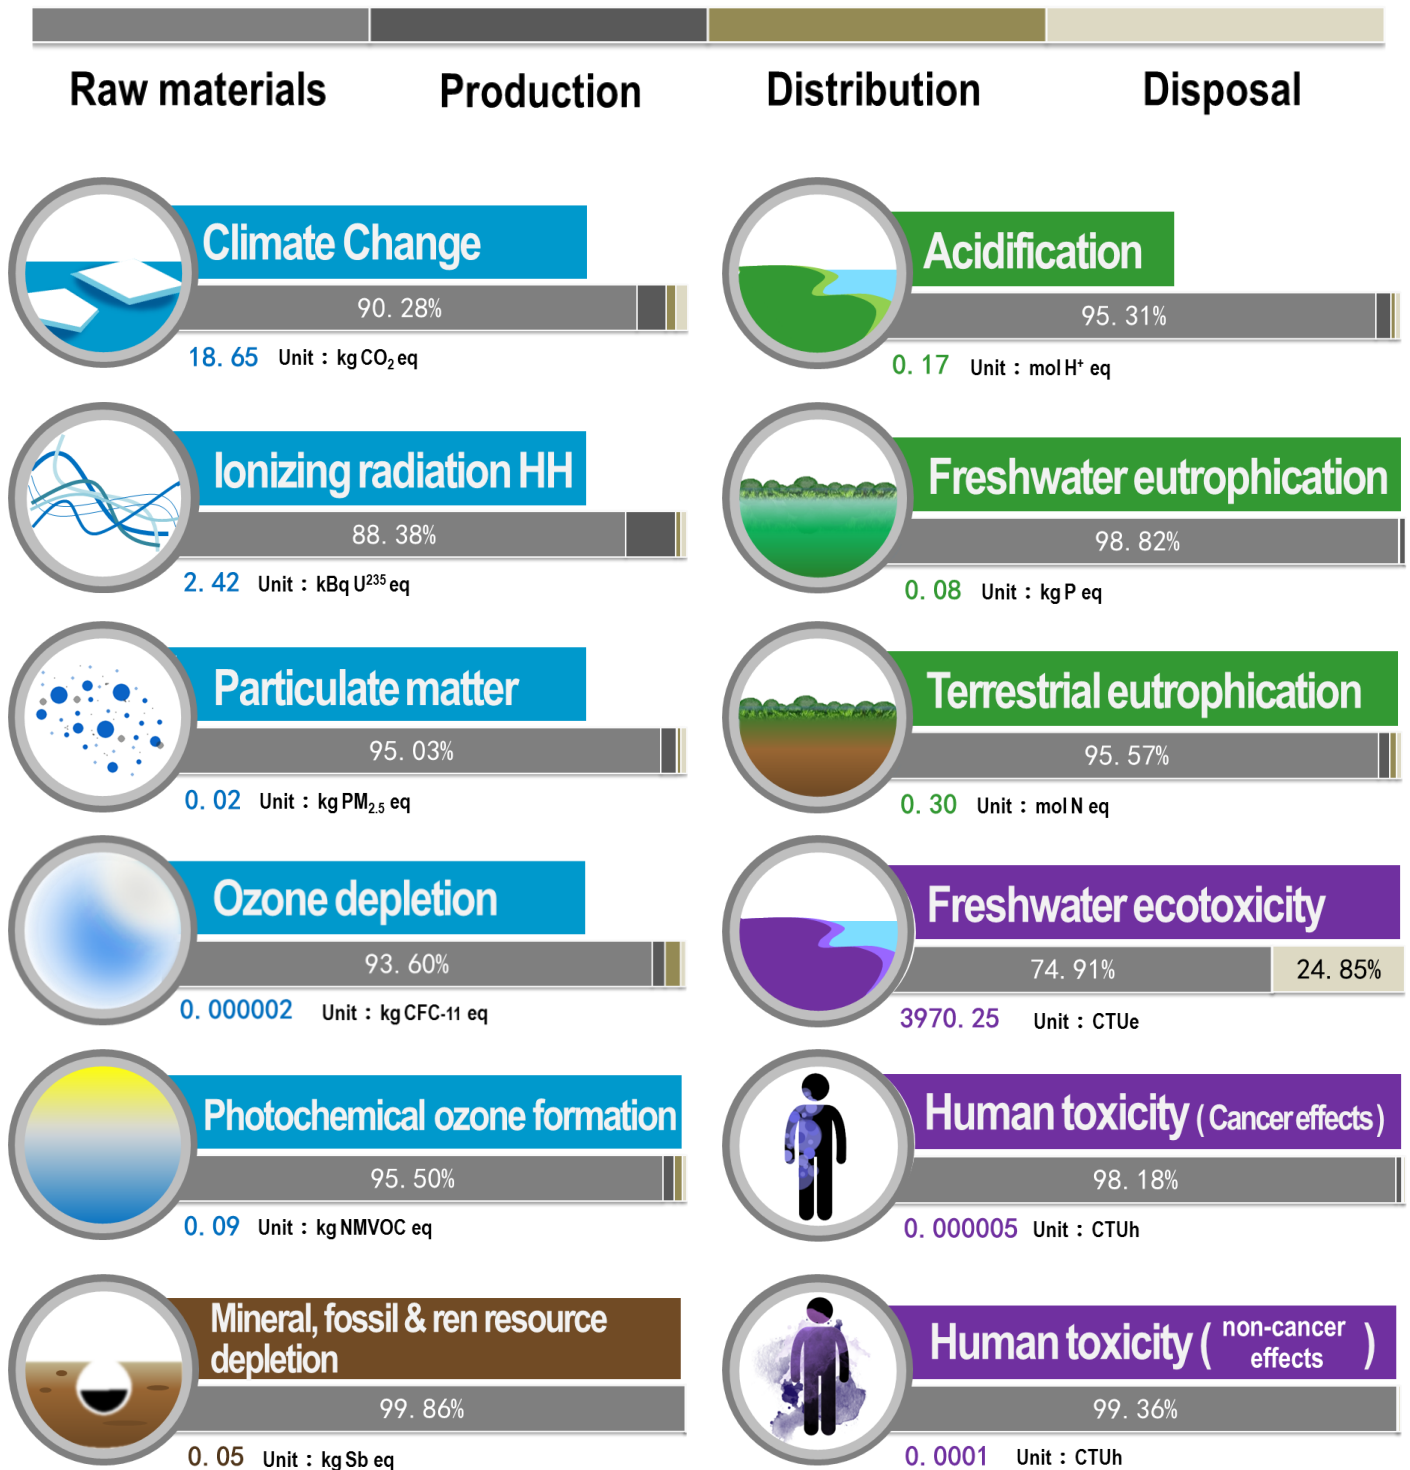 Raw materials
Production
Distribution
Disposal
Climate Change
90. 28%
18. 65 Unit : kg CO₂ eq
Acidification
95. 31%
0. 17 Unit : mol H⁺ eq
Ionizing radiation HH
88. 38%
2. 42 Unit : kBq U²³⁵ eq
Freshwater eutrophication
98. 82%
0. 08 Unit : kg P eq
Particulate matter
95. 03%
0. 02 Unit : kg PM₂.₅ eq
Terrestrial eutrophication
95. 57%
0. 30 Unit : mol N eq
Ozone depletion
93. 60%
0. 000002 Unit : kg CFC-11 eq
Freshwater ecotoxicity
74. 91% 24. 85%
3970. 25 Unit : CTUe
Photochemical ozone formation
95. 50%
0. 09 Unit : kg NMVOC eq
Human toxicity ( Cancer effects )
98. 18%
0. 000005 Unit : CTUh
Mineral, fossil & ren resource
depletion
99. 86%
0. 05 Unit : kg Sb eq
Human toxicity ( non-cancer
effects )
99. 36%
0. 0001 Unit : CTUh